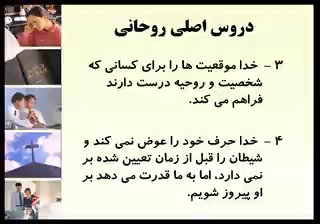 دروس اصلی روحانی
۳ – خدا موقعیت ها را برای کسانی که
شخصیت و روحیه درست دارند
فراهم می کند.
۴ – خدا حرف خود را عوض نمی کند و
شیطان را قبل از زمان تعیین شده بر
نمی دارد، اما به ما قدرت می دهد بر
او پیروز شویم.